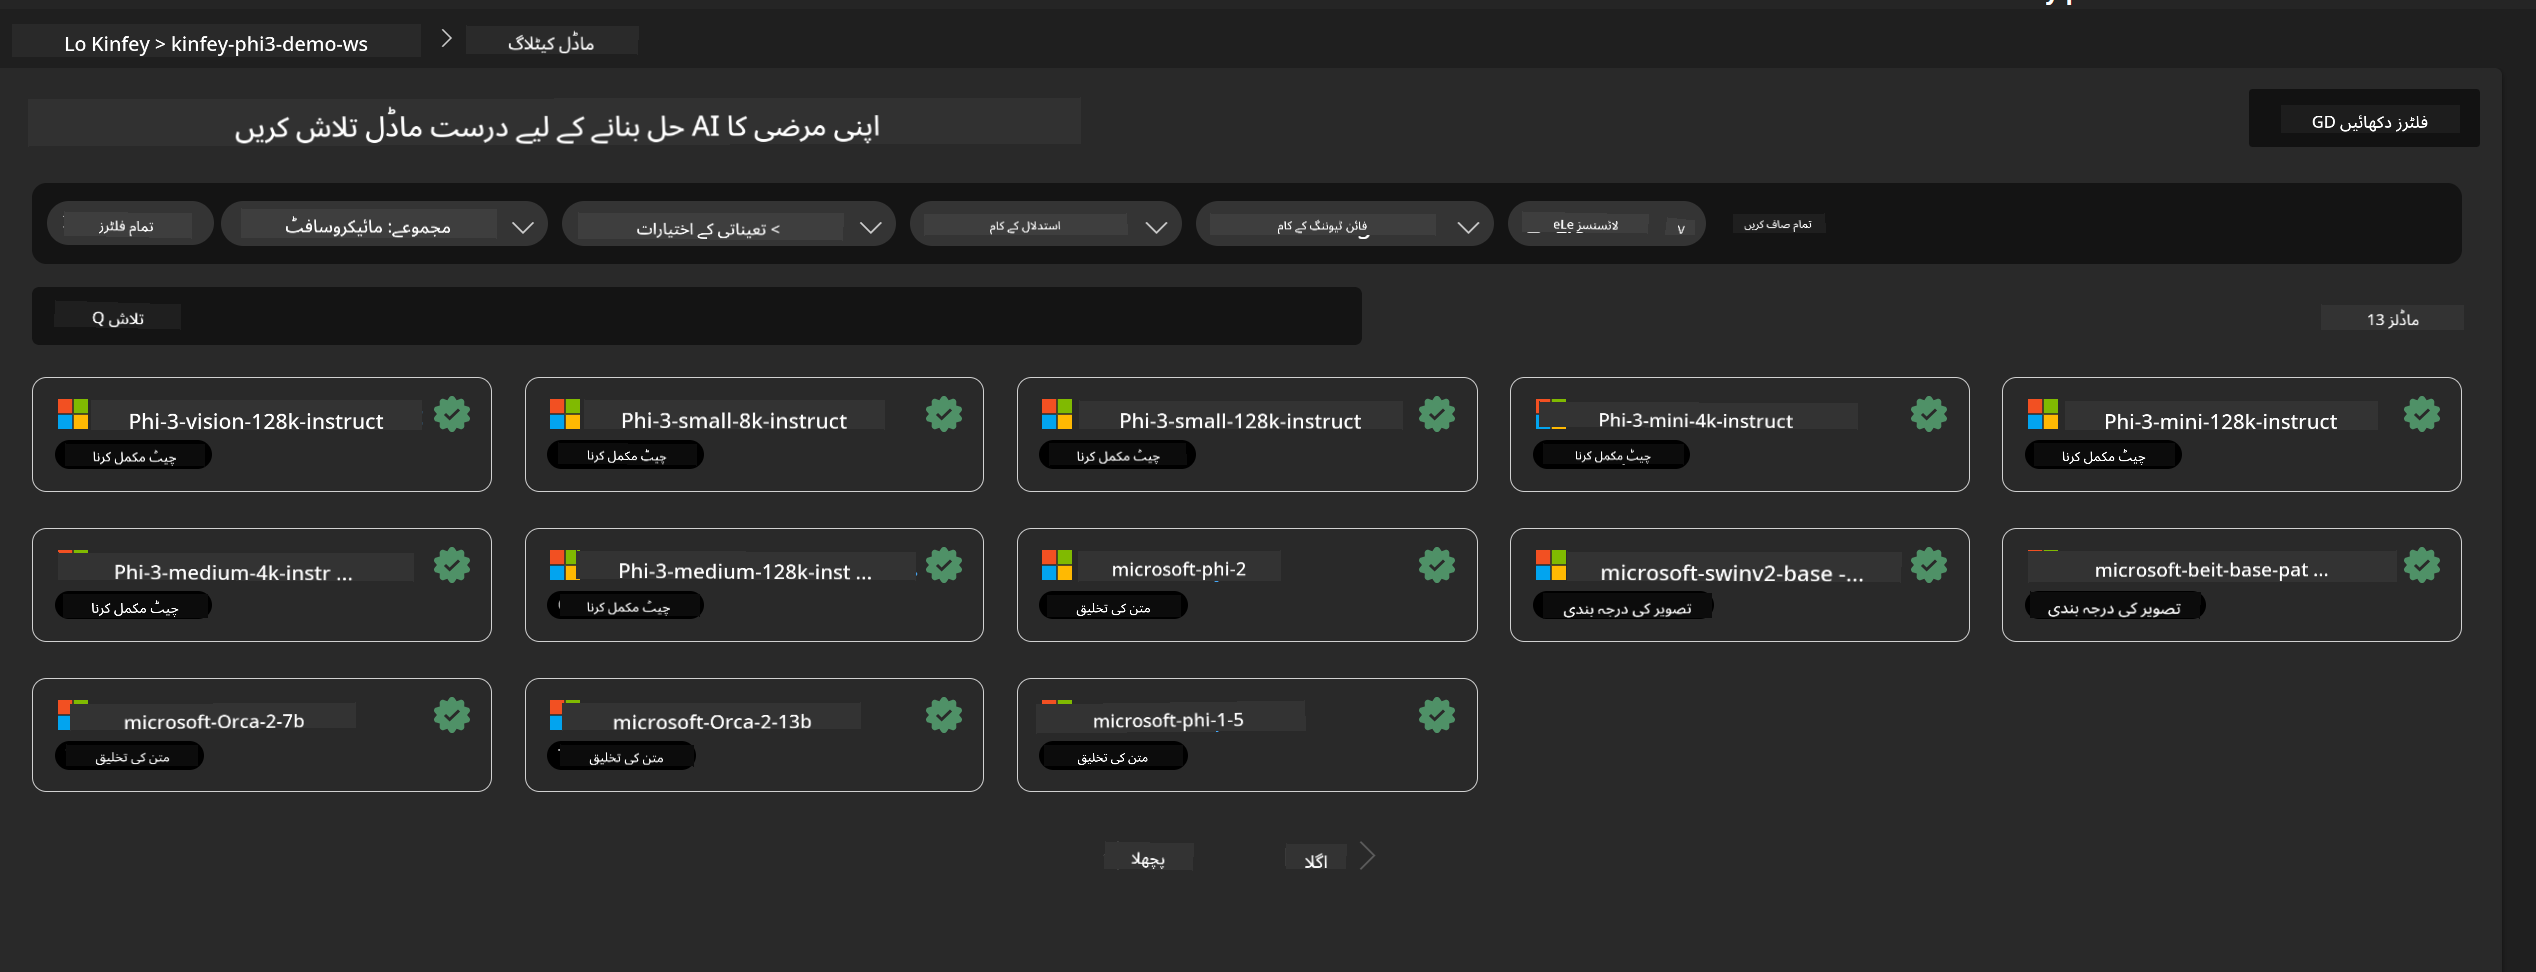 Lo Kinfey > kinfey-phi3-demo-ws
ماڈل کیٹلاگ
اپنی مرضی کا AI حل بنانے کے لیے درست ماڈل تلاش کریں
فلٹرز دکھائیں GD
تمام فلٹرز
مجموعے: مائیکروسافٹ
تعیناتی کے اختیارات >
استدلال کے کام
فائن ٹیوننگ کے کام
لائسنسز eLe
v
تمام صاف کریں
تلاش Q
ماڈلز 13
Phi-3-vision-128k-instruct
چیٹ مکمل کرنا
Phi-3-small-8k-instruct
چیٹ مکمل کرنا
Phi-3-small-128k-instruct
چیٹ مکمل کرنا
Phi-3-mini-4k-instruct
چیٹ مکمل کرنا
Phi-3-mini-128k-instruct
چیٹ مکمل کرنا
Phi-3-medium-4k-instr ...
چیٹ مکمل کرنا
Phi-3-medium-128k-inst ...
چیٹ مکمل کرنا
microsoft-phi-2
متن کی تخلیق
microsoft-swinv2-base -...
تصویر کی درجہ بندی
microsoft-beit-base-pat ...
تصویر کی درجہ بندی
microsoft-Orca-2-7b
متن کی تخلیق
microsoft-Orca-2-13b
متن کی تخلیق
microsoft-phi-1-5
متن کی تخلیق
پچھلا
اگلا